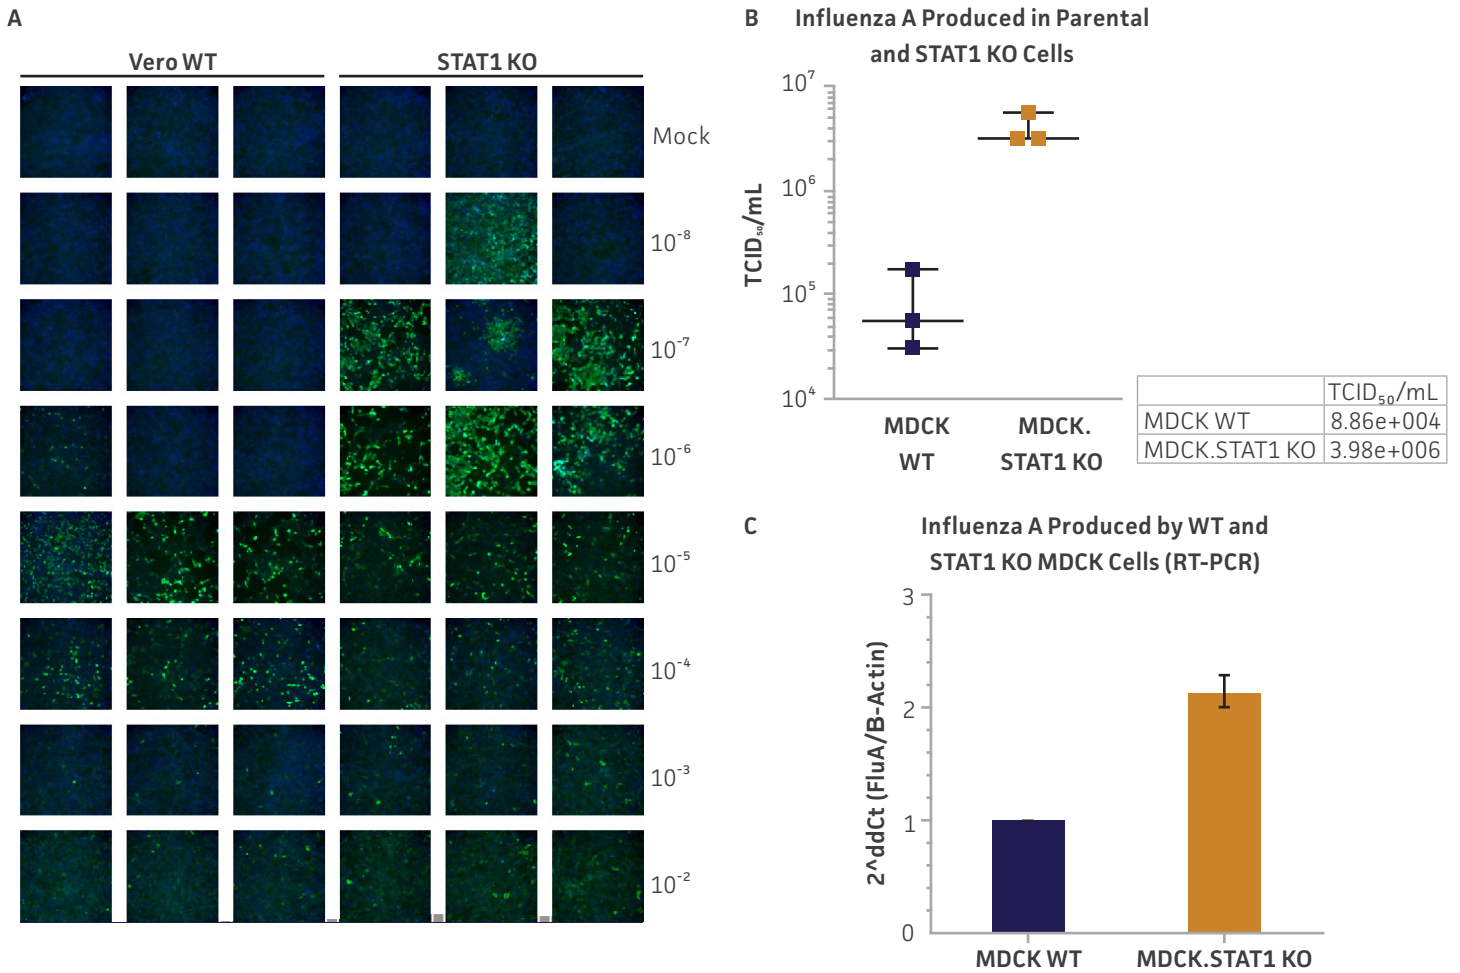 A
Vero WT
STAT1 KO
Mock
10⁻⁸
10⁻⁷
10⁻⁶
10⁻⁵
10⁻⁴
10⁻³
10⁻²
B Influenza A Produced in Parental
and STAT1 KO Cells
TCID₅₀/mL
10⁷
10⁶
10⁵
10⁴
MDCK
WT
MDCK.
STAT1 KO
TCID₅₀/mL
MDCK WT 8.86e+004
MDCK.STAT1 KO 3.98e+006
C Influenza A Produced by WT and
STAT1 KO MDCK Cells (RT-PCR)
2^ddCt (FluA/B-Actin)
3
2
1
0
MDCK WT
MDCK.STAT1 KO